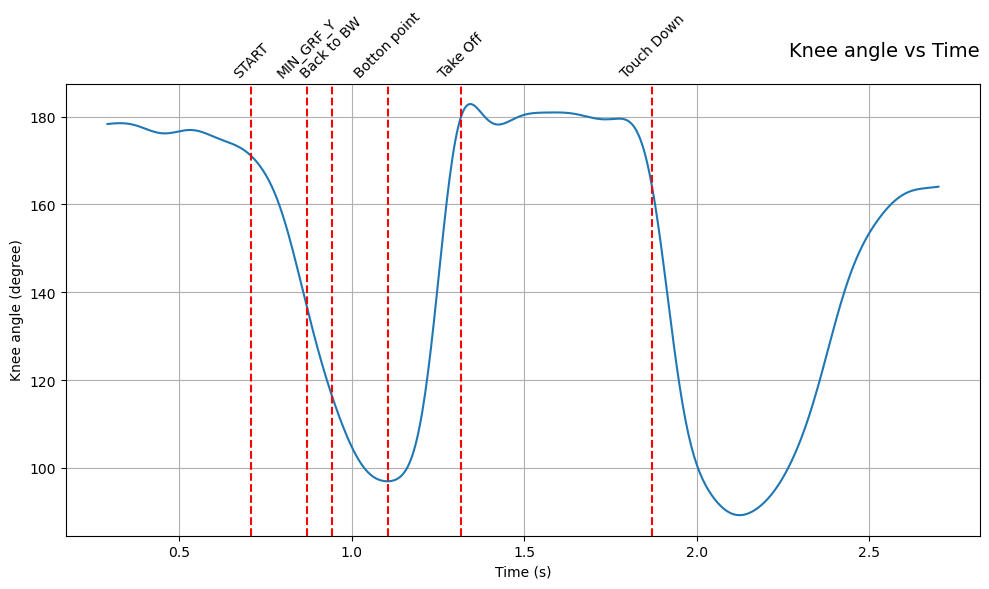 Knee angle vs Time
START
MIN_GRF_Y
Back to BW
Botton point
Take Off
Touch Down
Knee angle (degree)
180
160
140
120
100
0.5
1.0
1.5
2.0
2.5
Time (s)